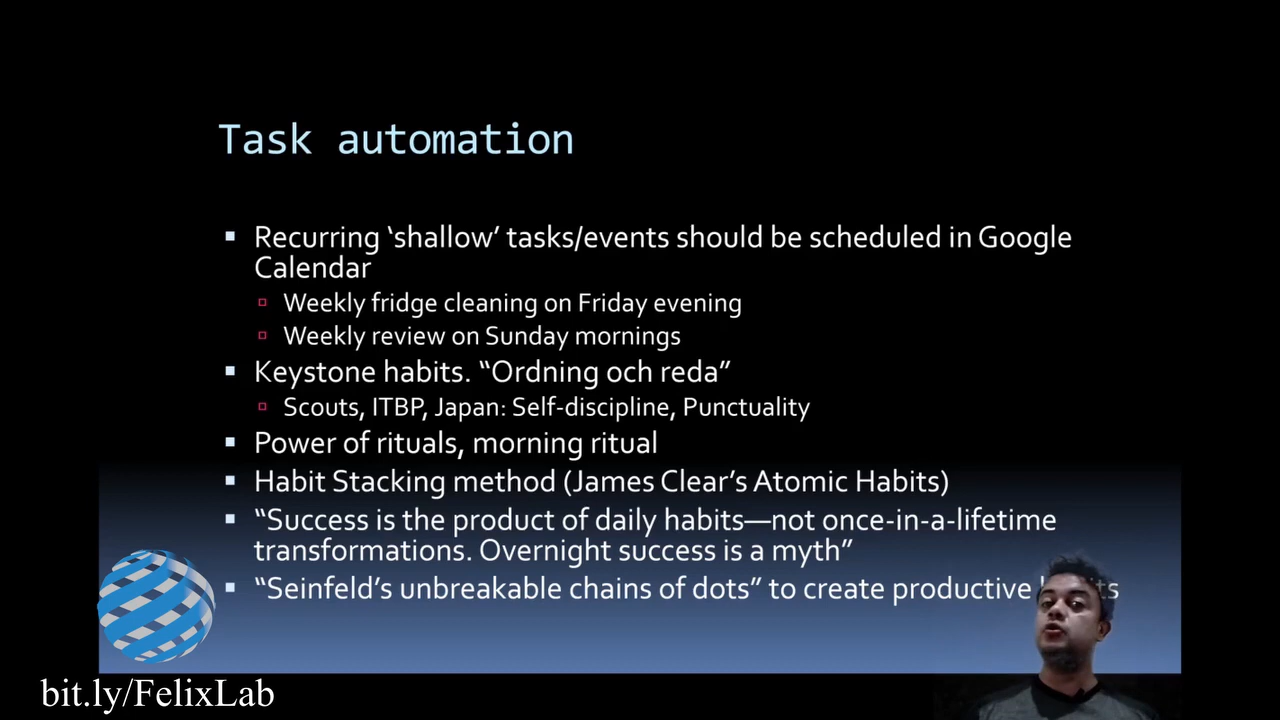 Task automation
Recurring ‘shallow’ tasks/events should be scheduled in Google
Calendar
Weekly fridge cleaning on Friday evening
Weekly review on Sunday mornings
Keystone habits. “Ordning och reda”
Scouts, ITBP, Japan: Self-discipline, Punctuality
Power of rituals, morning ritual
Habit Stacking method (James Clear’s Atomic Habits)
“Success is the product of daily habits—not once-in-a-lifetime
transformations. Overnight success is a myth”
“Seinfeld’s unbreakable chains of dots” to create productive
bit.ly/FelixLab